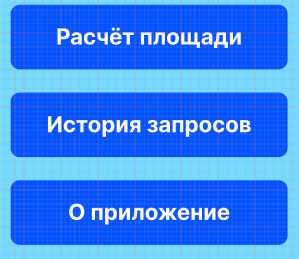 Расчёт площади
История запросов
О приложение